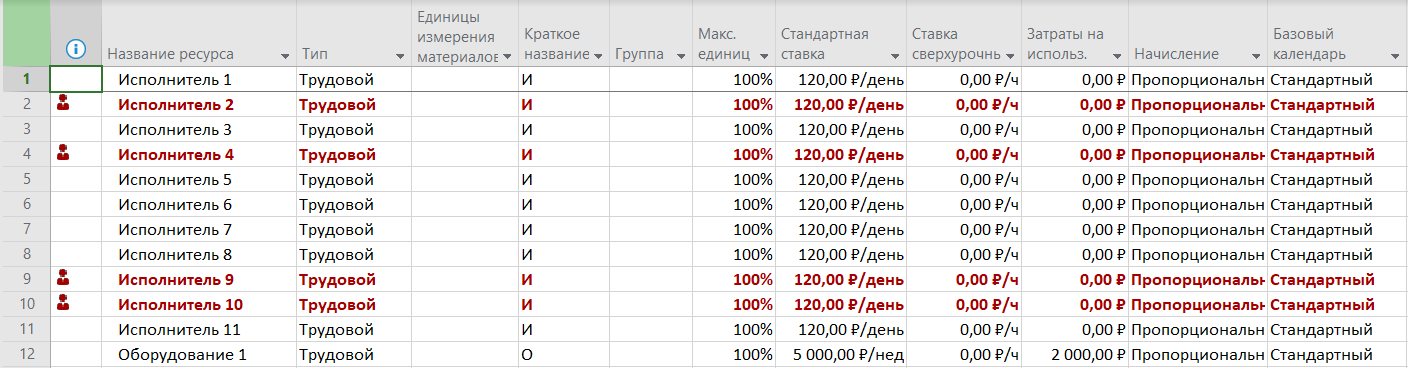 Название ресурса Тип Единицы измерения материалов Краткое название Группа Макс. единиц Стандартная ставка Ставка сверхурочнь Затраты на использ. Начисление Базовый календарь
1 Исполнитель 1 Трудовой И 100% 120,00 ₽/день 0,00 ₽/ч 0,00 ₽ Пропорциональн Стандартный
2 Исполнитель 2 Трудовой И 100% 120,00 ₽/день 0,00 ₽/ч 0,00 ₽ Пропорциональн Стандартный
3 Исполнитель 3 Трудовой И 100% 120,00 ₽/день 0,00 ₽/ч 0,00 ₽ Пропорциональн Стандартный
4 Исполнитель 4 Трудовой И 100% 120,00 ₽/день 0,00 ₽/ч 0,00 ₽ Пропорциональн Стандартный
5 Исполнитель 5 Трудовой И 100% 120,00 ₽/день 0,00 ₽/ч 0,00 ₽ Пропорциональн Стандартный
6 Исполнитель 6 Трудовой И 100% 120,00 ₽/день 0,00 ₽/ч 0,00 ₽ Пропорциональн Стандартный
7 Исполнитель 7 Трудовой И 100% 120,00 ₽/день 0,00 ₽/ч 0,00 ₽ Пропорциональн Стандартный
8 Исполнитель 8 Трудовой И 100% 120,00 ₽/день 0,00 ₽/ч 0,00 ₽ Пропорциональн Стандартный
9 Исполнитель 9 Трудовой И 100% 120,00 ₽/день 0,00 ₽/ч 0,00 ₽ Пропорциональн Стандартный
10 Исполнитель 10 Трудовой И 100% 120,00 ₽/день 0,00 ₽/ч 0,00 ₽ Пропорциональн Стандартный
11 Исполнитель 11 Трудовой И 100% 120,00 ₽/день 0,00 ₽/ч 0,00 ₽ Пропорциональн Стандартный
12 Оборудование 1 Трудовой О 100% 5 000,00 ₽/нед 0,00 ₽/ч 2 000,00 ₽ Пропорциональн Стандартный